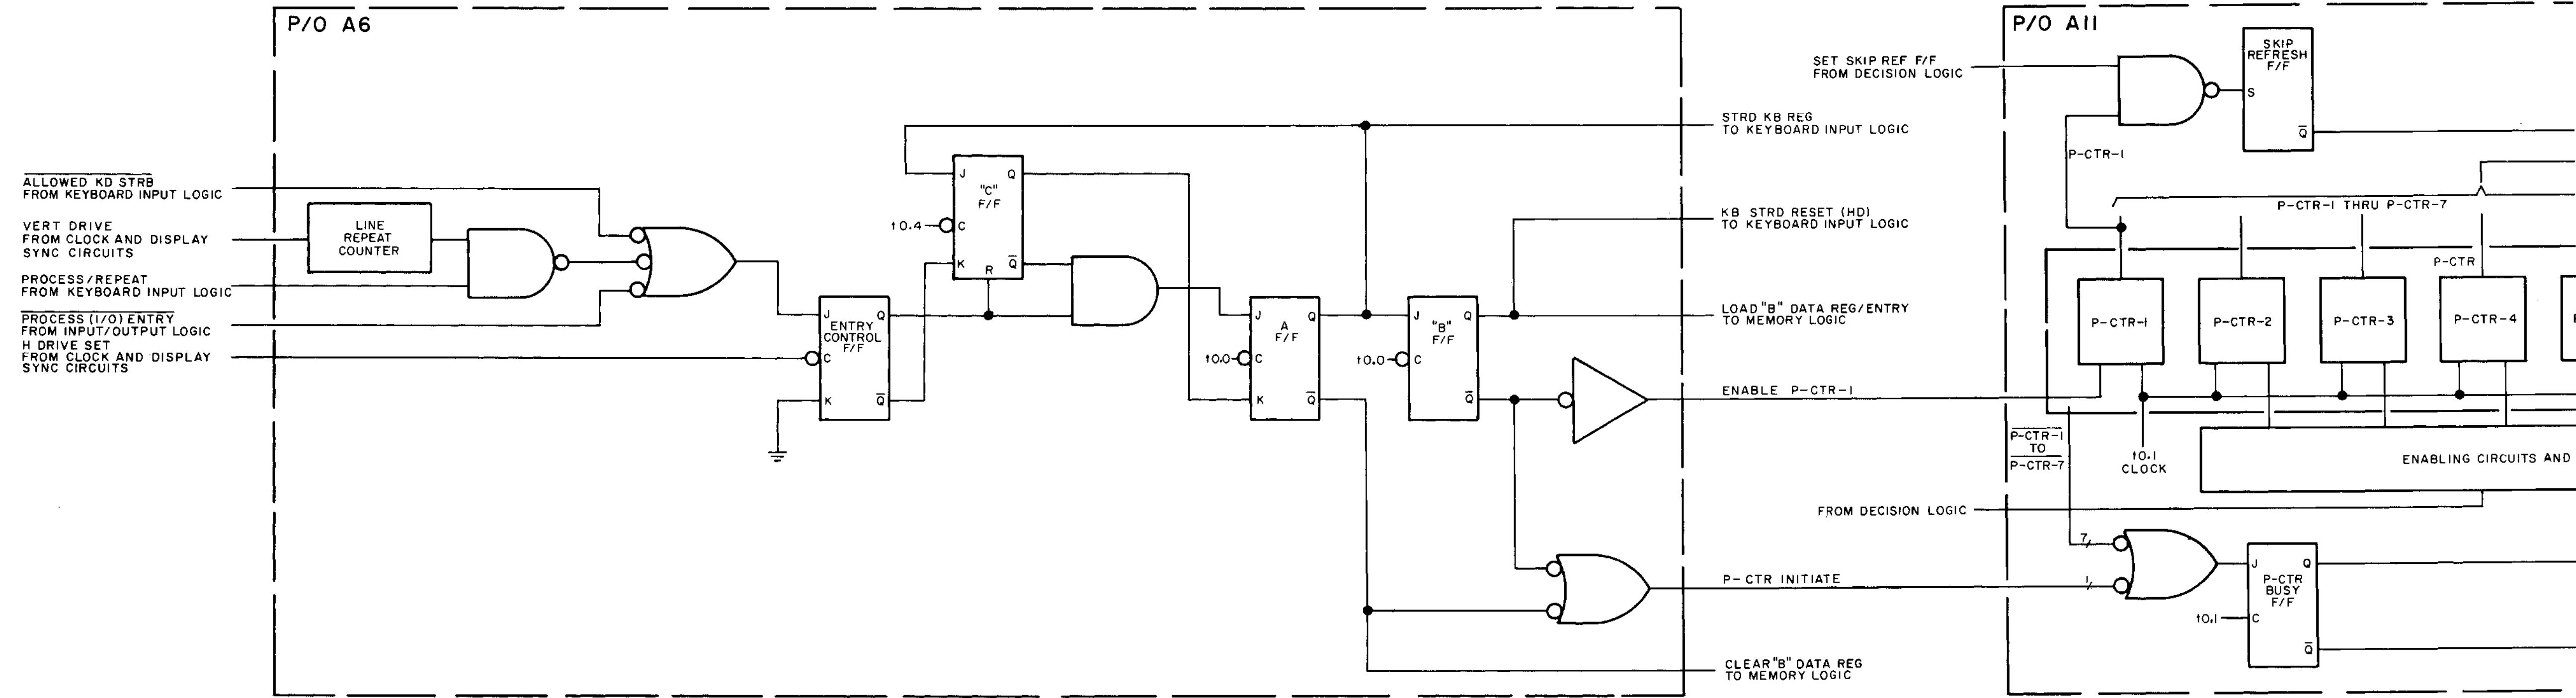 P/O A6
ALLOWED KD STRB
FROM KEYBOARD INPUT LOGIC
VERT DRIVE
FROM CLOCK AND DISPLAY
SYNC CIRCUITS
PROCESS/REPEAT
FROM KEYBOARD INPUT LOGIC
PROCESS (I/O) ENTRY
FROM INPUT/OUTPUT LOGIC
H DRIVE SET
FROM CLOCK AND DISPLAY
SYNC CIRCUITS
LINE
REPEAT
COUNTER
J
Q
ENTRY
CONTROL
F/F
C
K
Q̅
J
Q
"C"
F/F
t0.4
C
K
R
Q̅
J
Q
A
F/F
t0.0
C
K
Q̅
J
Q
"B"
F/F
t0.0
C
Q̅
STRD KB REG
TO KEYBOARD INPUT LOGIC
KB STRD RESET (HD)
TO KEYBOARD INPUT LOGIC
LOAD "B" DATA REG/ENTRY
TO MEMORY LOGIC
ENABLE P-CTR-1
P-CTR INITIATE
CLEAR "B" DATA REG
TO MEMORY LOGIC
P/O A11
SET SKIP REF F/F
FROM DECISION LOGIC
SKIP
REFRESH
F/F
S
Q̅
P-CTR-1
P-CTR-1 THRU P-CTR-7
P-CTR
P-CTR-1
P-CTR-2
P-CTR-3
P-CTR-4
P-CTR-1
TO
P-CTR-7
t0.1
CLOCK
ENABLING CIRCUITS AND
FROM DECISION LOGIC
7
1
J
Q
P-CTR
BUSY
F/F
t0.1
C
Q̅